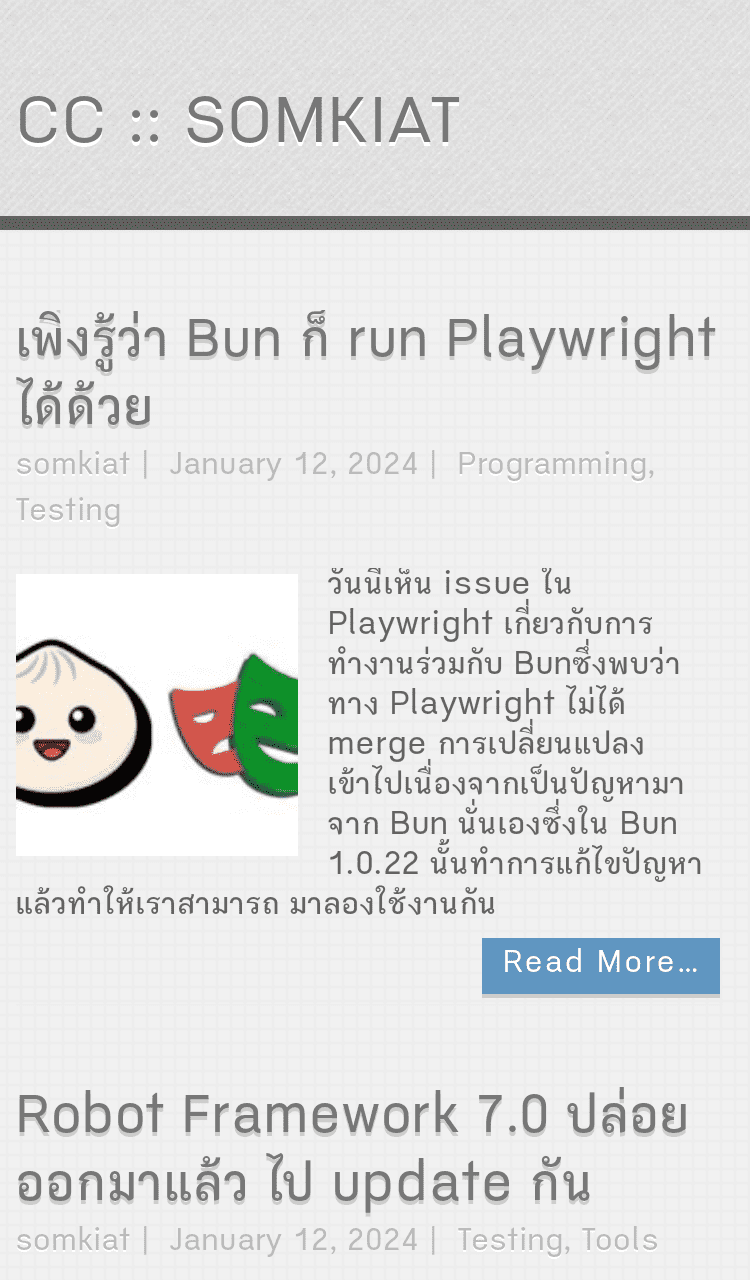 CC :: SOMKIAT
เพิ่งรู้ว่า Bun ก็ run Playwright
ได้ด้วย
somkiat | January 12, 2024 | Programming,
Testing
วันนี้เห็น issue ใน
Playwright เกี่ยวกับการ
ทำงานร่วมกับ Bunซึ่งพบว่า
ทาง Playwright ไม่ได้
merge การเปลี่ยนแปลง
เข้าไปเนื่องจากเป็นปัญหามา
จาก Bun นั่นเองซึ่งใน Bun
1.0.22 นั้นทำการแก้ไขปัญหา
แล้วทำให้เราสามารถ มาลองใช้งานกัน
Read More…
Robot Framework 7.0 ปล่อย
ออกมาแล้ว ไป update กัน
somkiat | January 12, 2024 | Testing, Tools